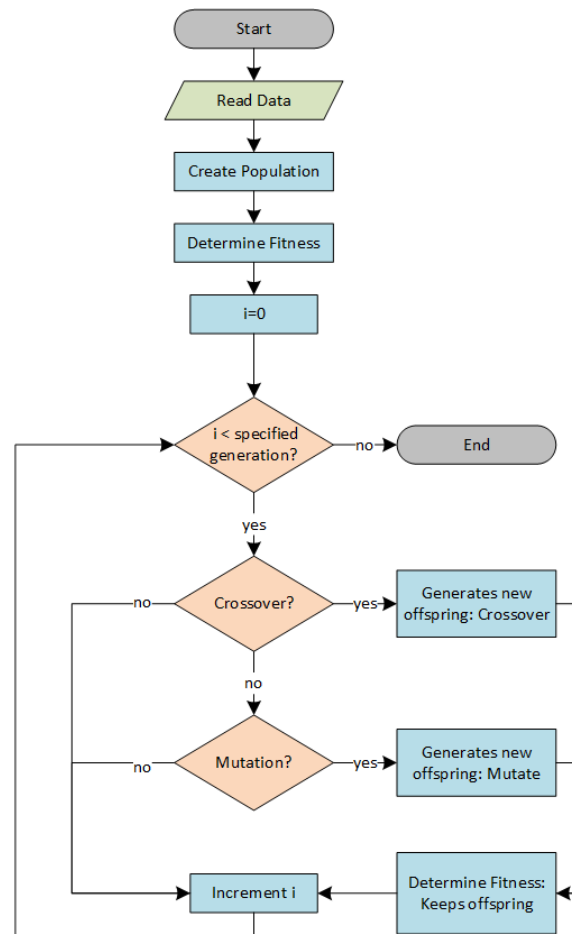 Start
Read Data
Create Population
Determine Fitness
i=0
i < specified
generation?
no
End
yes
no
Crossover?
yes
Generates new
offspring: Crossover
no
no
Mutation?
yes
Generates new
offspring: Mutate
Increment i
Determine Fitness:
Keeps offspring